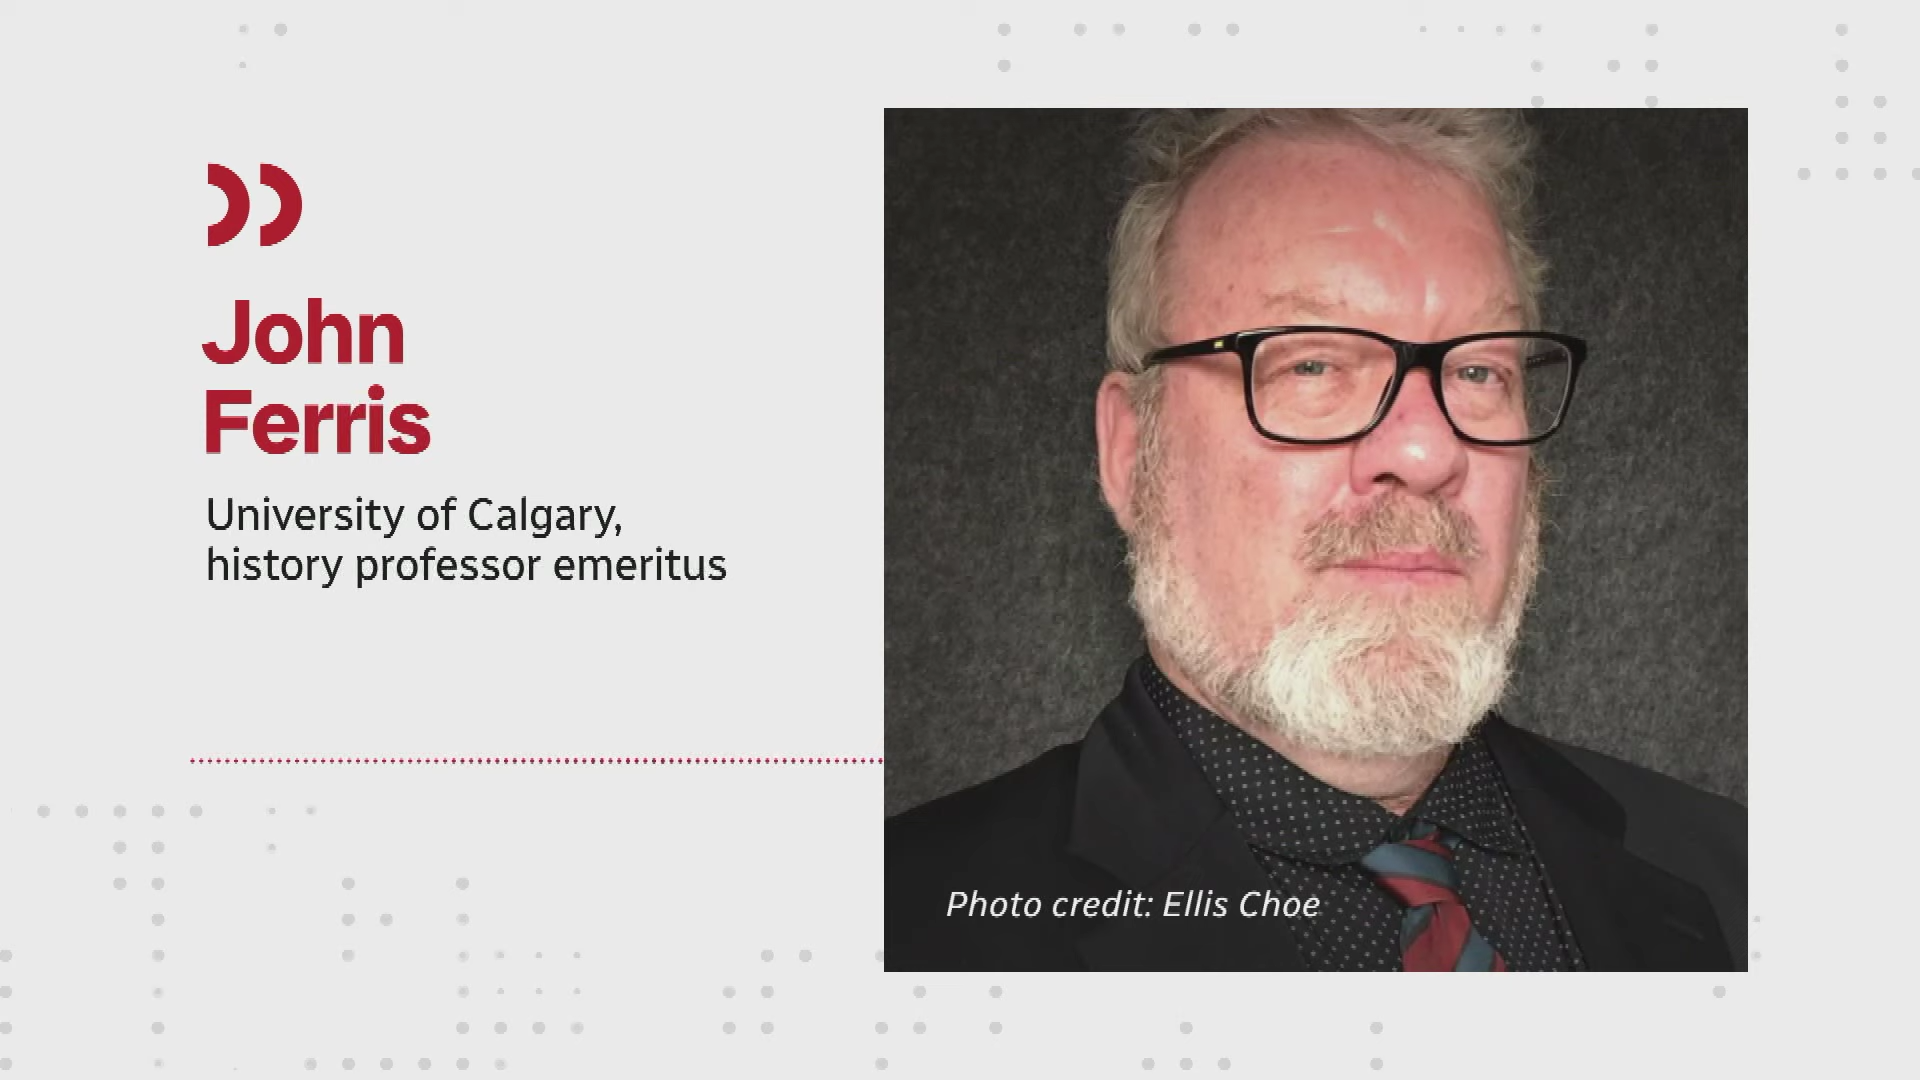 John
Ferris
University of Calgary,
history professor emeritus
Photo credit: Ellis Choe